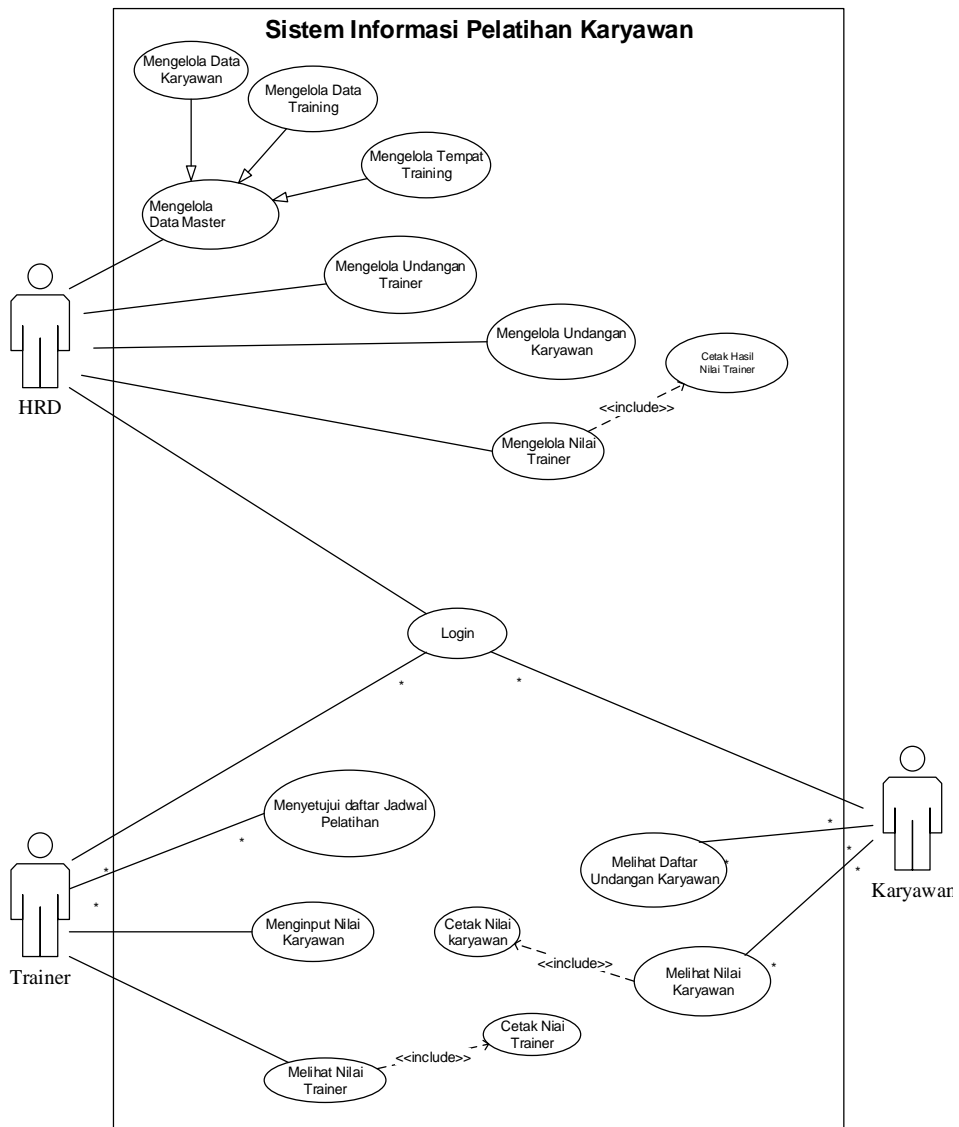 Sistem Informasi Pelatihan Karyawan
Mengelola Data
Karyawan
Mengelola Data
Training
Mengelola Tempat
Training
Mengelola
Data Master
Mengelola Undangan
Trainer
Mengelola Undangan
Karyawan
Cetak Hasil
Nilai Trainer
<<include>>
Mengelola Nilai
Trainer
HRD
Login
*
*
Menyetujui daftar Jadwal
Pelatihan
*
*
*
*
*
*
*
Melihat Daftar
Undangan Karyawan
Karyawan
Menginput Nilai
Karyawan
Cetak Nilai
karyawan
<<include>>
Melihat Nilai
Karyawan
*
Trainer
Cetak Niai
Trainer
<<include>>
Melihat Nilai
Trainer